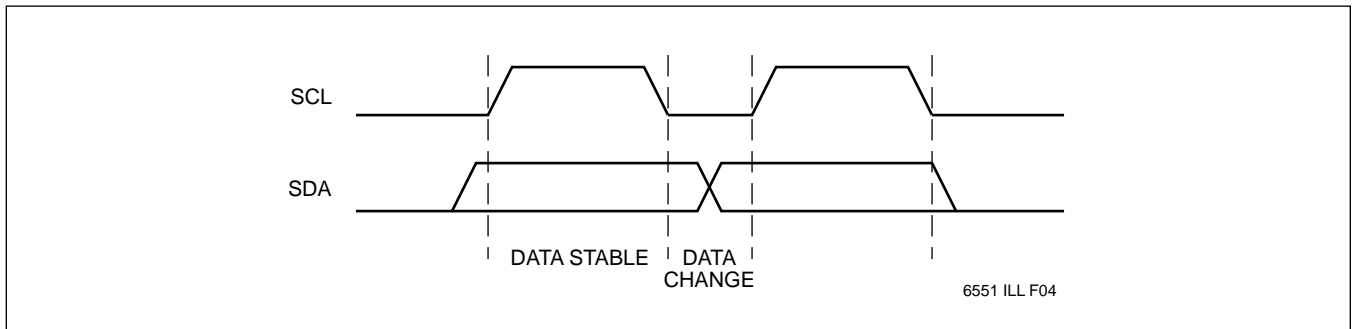 SCL
SDA
DATA STABLE
DATA
CHANGE
6551 ILL F04